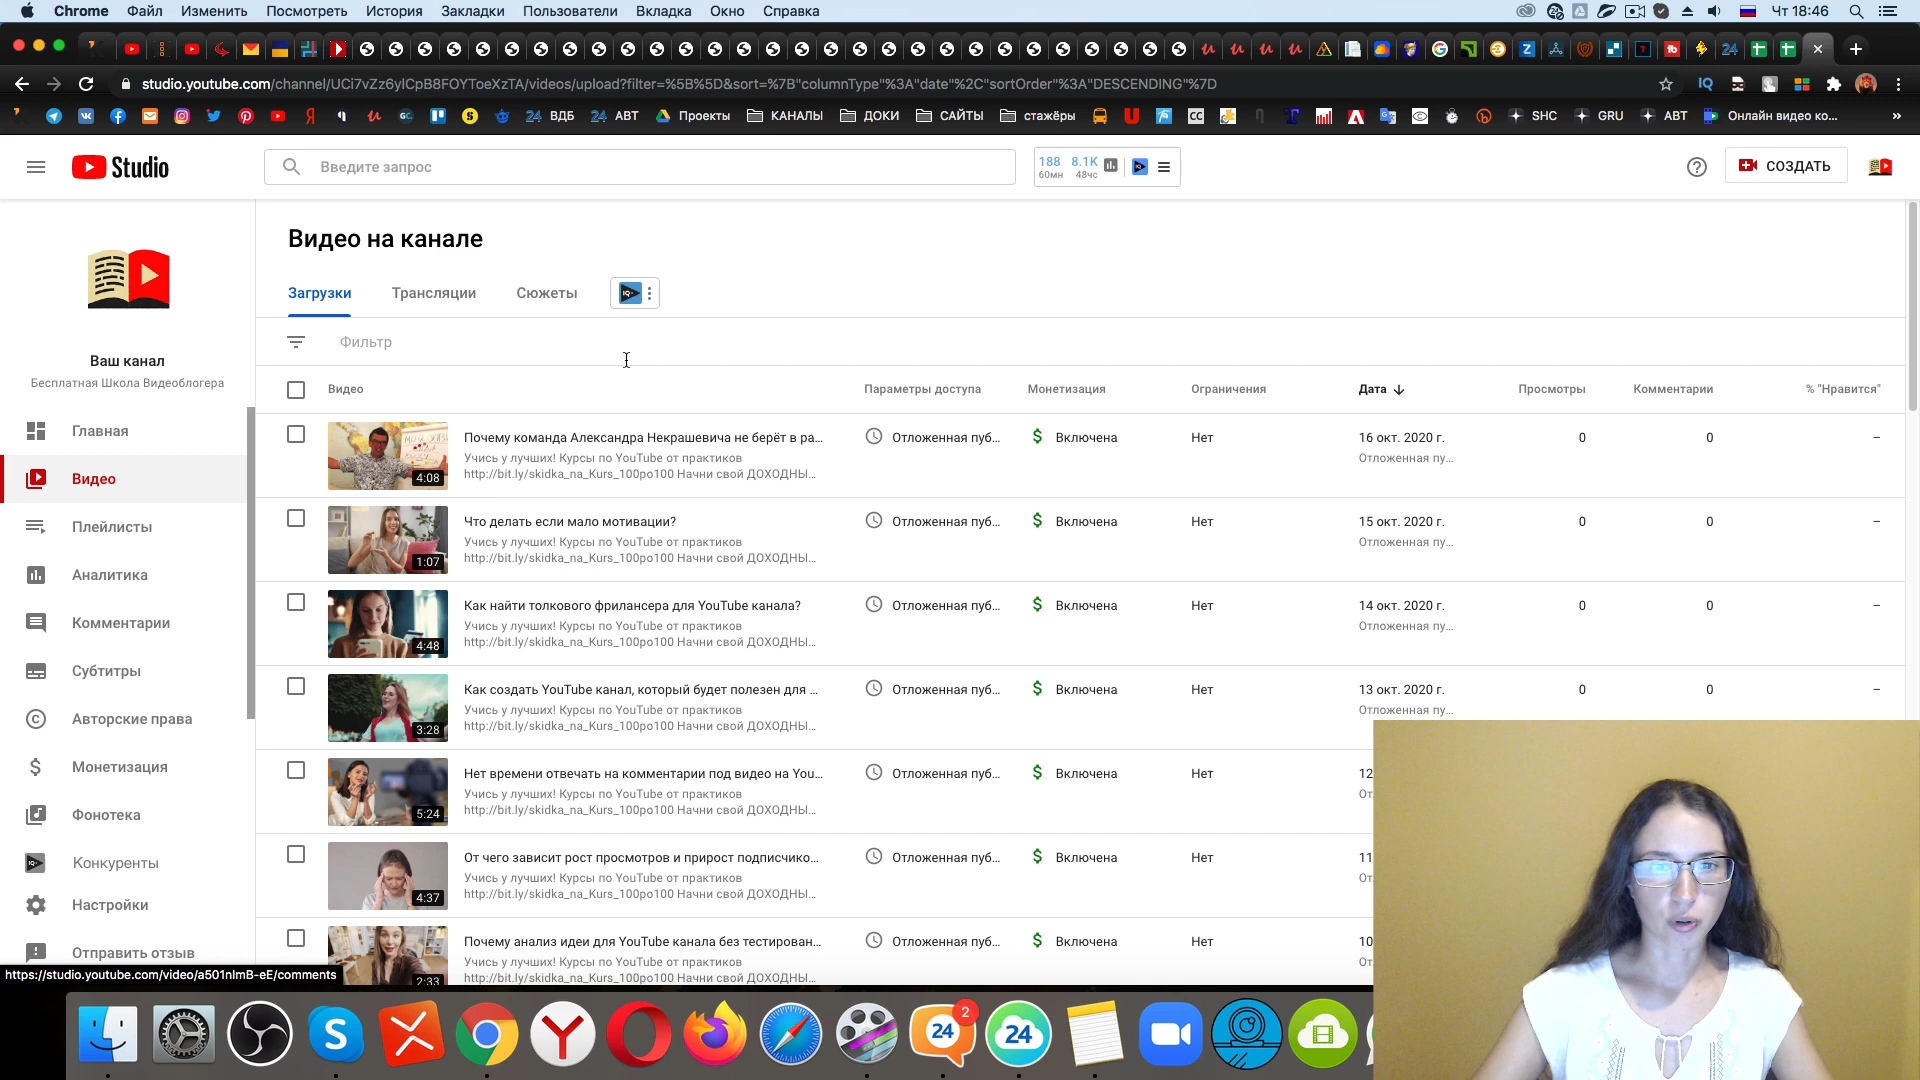 Chrome Файл Изменить Посмотреть История Закладки Пользователи Вкладка Окно Справка Чт 18:46
studio.youtube.com/channel/UCi7vZz6ylCpB8FOYToeXzTA/videos/upload?filter=%5B%5D&sort=%7B"columnType"%3A"date"%2C"sortOrder"%3A"DESCENDING"%7D
24 ВДБ 24 АВТ Проекты КАНАЛЫ ДОКИ САЙТЫ стажёры SHC GRU АВТ Онлайн видео ко... »
Studio Введите запрос 188 8.1K СОЗДАТЬ
60мн 48чс
Видео на канале
Загрузки Трансляции Сюжеты
Фильтр
Ваш канал
Бесплатная Школа Видеоблогера
Главная
Видео
Плейлисты
Аналитика
Комментарии
Субтитры
Авторские права
Монетизация
Фонотека
Конкуренты
Настройки
Отправить отзыв
https://studio.youtube.com/video/a501nlmB-eE/comments
Видео Параметры доступа Монетизация Ограничения Дата Просмотры Комментарии % "Нравится"
Почему команда Александра Некрашевича не берёт в ра... Отложенная пуб... Включена Нет 16 окт. 2020 г. 0 0 –
Учись у лучших! Курсы по YouTube от практиков Отложенная пу...
http://bit.ly/skidka_na_Kurs_100po100 Начни свой ДОХОДНЫ...
4:08
Что делать если мало мотивации? Отложенная пуб... Включена Нет 15 окт. 2020 г. 0 0 –
Учись у лучших! Курсы по YouTube от практиков Отложенная пу...
http://bit.ly/skidka_na_Kurs_100po100 Начни свой ДОХОДНЫ...
1:07
Как найти толкового фрилансера для YouTube канала? Отложенная пуб... Включена Нет 14 окт. 2020 г. 0 0 –
Учись у лучших! Курсы по YouTube от практиков Отложенная пу...
http://bit.ly/skidka_na_Kurs_100po100 Начни свой ДОХОДНЫ...
4:48
Как создать YouTube канал, который будет полезен для ... Отложенная пуб... Включена Нет 13 окт. 2020 г. 0 0 –
Учись у лучших! Курсы по YouTube от практиков Отложенная пу...
http://bit.ly/skidka_na_Kurs_100po100 Начни свой ДОХОДНЫ...
3:28
Нет времени отвечать на комментарии под видео на You... Отложенная пуб... Включена Нет 12
Учись у лучших! Курсы по YouTube от практиков От
http://bit.ly/skidka_na_Kurs_100po100 Начни свой ДОХОДНЫ...
5:24
От чего зависит рост просмотров и прирост подписчико... Отложенная пуб... Включена Нет 11
Учись у лучших! Курсы по YouTube от практиков От
http://bit.ly/skidka_na_Kurs_100po100 Начни свой ДОХОДНЫ...
4:37
Почему анализ идеи для YouTube канала без тестирован... Отложенная пуб... Включена Нет 10
Учись у лучших! Курсы по YouTube от практиков От
http://bit.ly/skidka_na_Kurs_100po100 Начни свой ДОХОДНЫ...
2:33
24 2 24